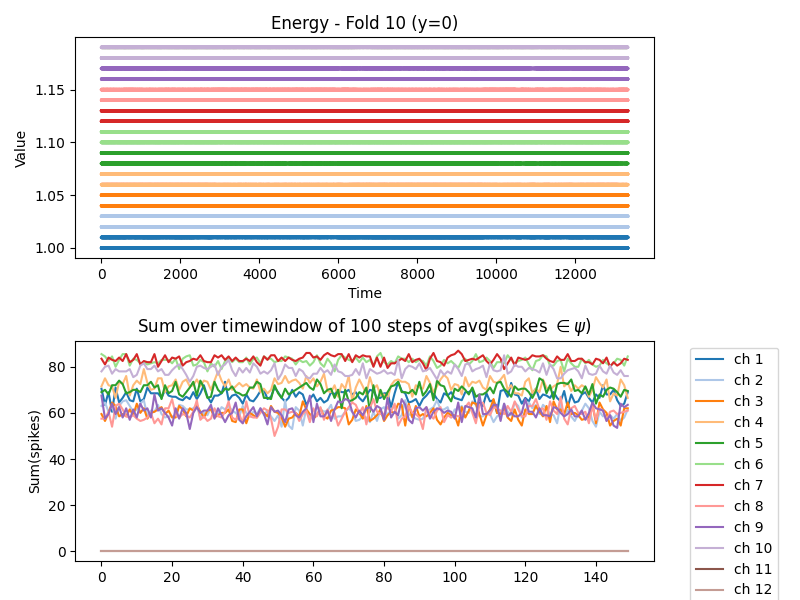 Energy - Fold 10 (y=0)
Value
1.15
1.10
1.05
1.00
0 2000 4000 6000 8000 10000 12000
Time
Sum over timewindow of 100 steps of avg(spikes ∈ψ)
Sum(spikes)
80
60
40
20
0
0 20 40 60 80 100 120 140
ch 1
ch 2
ch 3
ch 4
ch 5
ch 6
ch 7
ch 8
ch 9
ch 10
ch 11
ch 12